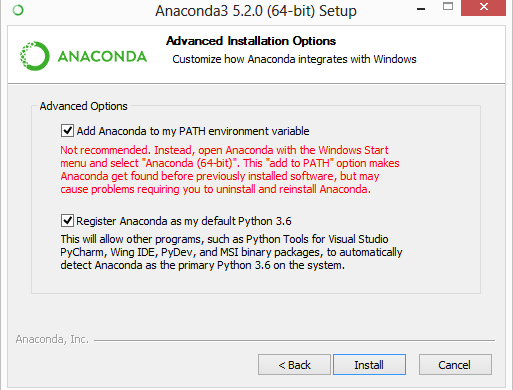 Anaconda3 5.2.0 (64-bit) Setup
ANACONDA
Advanced Installation Options
Customize how Anaconda integrates with Windows
Advanced Options
Add Anaconda to my PATH environment variable
Not recommended. Instead, open Anaconda with the Windows Start
menu and select "Anaconda (64-bit)". This "add to PATH" option makes
Anaconda get found before previously installed software, but may
cause problems requiring you to uninstall and reinstall Anaconda.
Register Anaconda as my default Python 3.6
This will allow other programs, such as Python Tools for Visual Studio
PyCharm, Wing IDE, PyDev, and MSI binary packages, to automatically
detect Anaconda as the primary Python 3.6 on the system.
Anaconda, Inc.
< Back
Install
Cancel